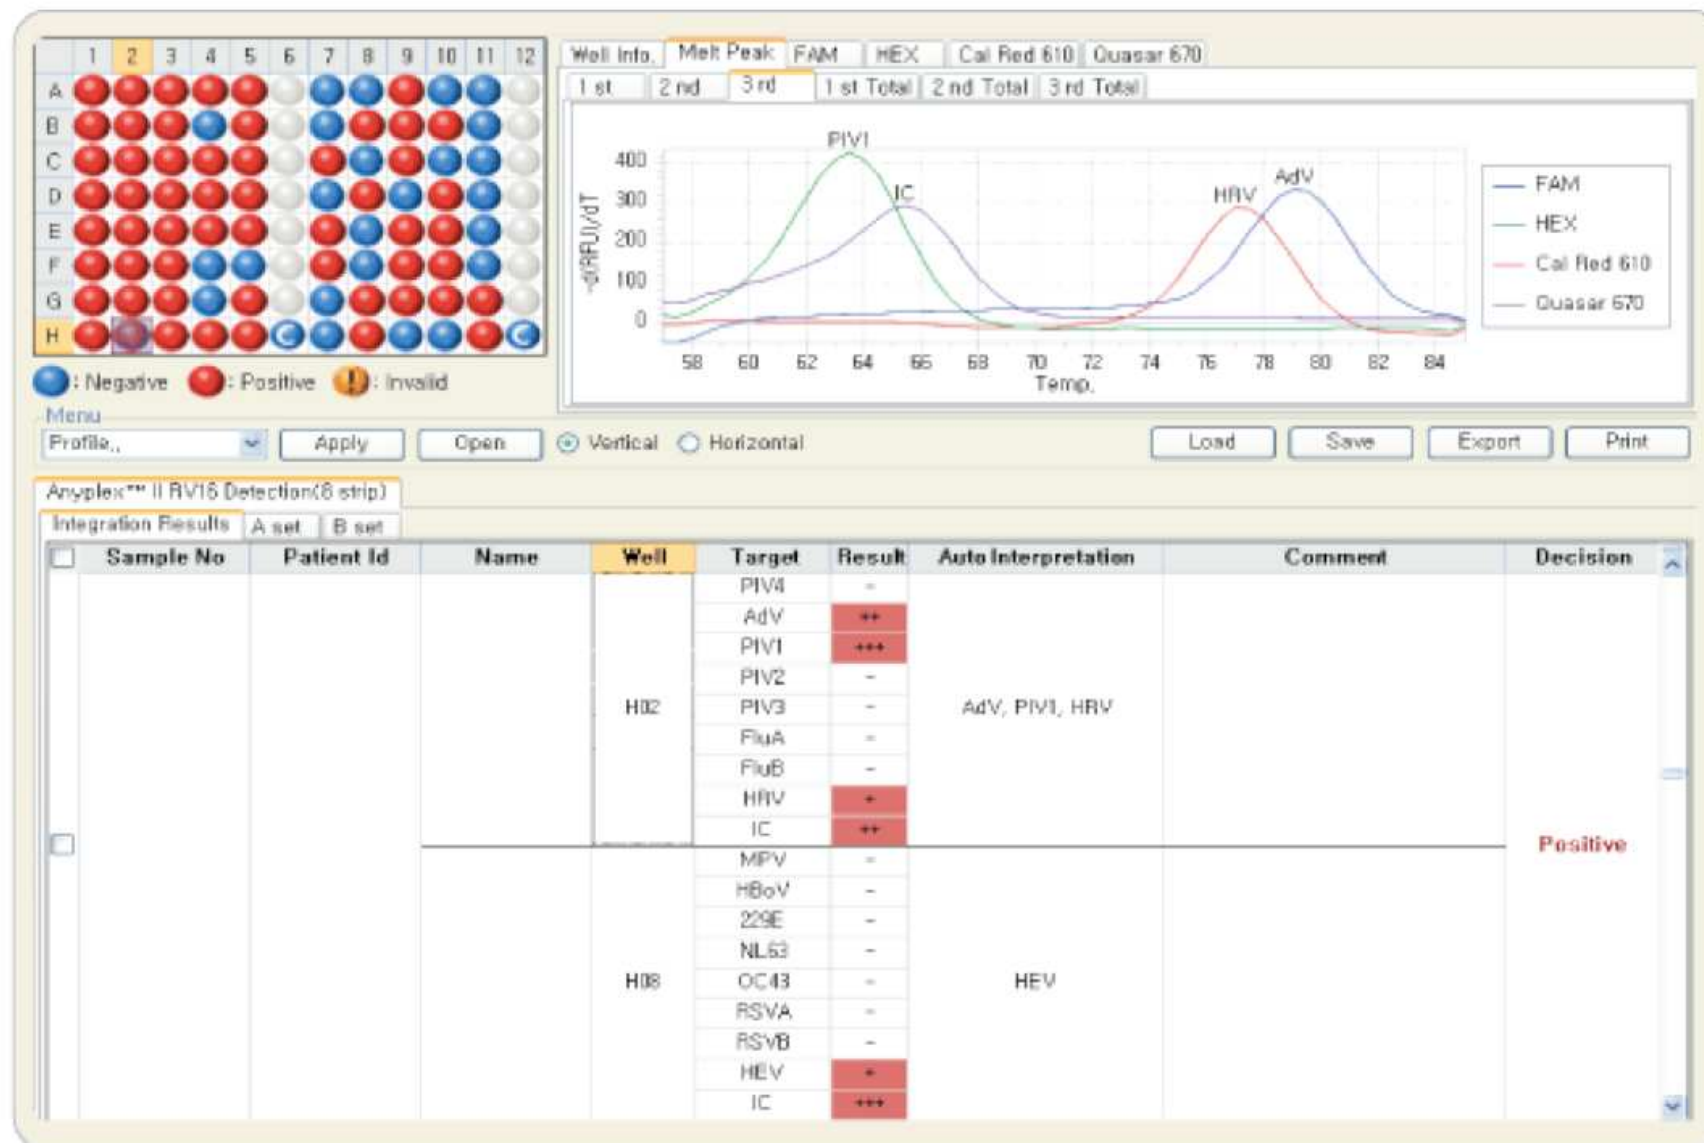 1 2 3 4 5 6 7 8 9 10 11 12
A
B
C
D
E
F
G
H
C C
: Negative : Positive ! : Invalid
Well Info. Melt Peak FAM HEX Cal Red 610 Quasar 670
1 st 2 nd 3 rd 1 st Total 2 nd Total 3 rd Total
-d(RFU)/dT
400
300
200
100
0
PIV1
IC
HRV
AdV
58 60 62 64 66 68 70 72 74 76 78 80 82 84
Temp.
FAM
HEX
Cal Red 610
Quasar 670
Menu
Profile.. Apply Open Vertical Horizontal Load Save Export Print
Anyplex™ II RV16 Detection(8 strip)
Integration Results A set B set
Sample No Patient Id Name Well Target Result Auto Interpretation Comment Decision
PIV4 -
AdV ++
PIV1 +++
PIV2 -
H02 PIV3 - AdV, PIV1, HRV
FluA -
FluB -
HRV +
IC ++
Positive
MPV -
HBoV -
229E -
NL63 -
H08 OC43 - HEV
RSVA -
RSVB -
HEV +
IC +++